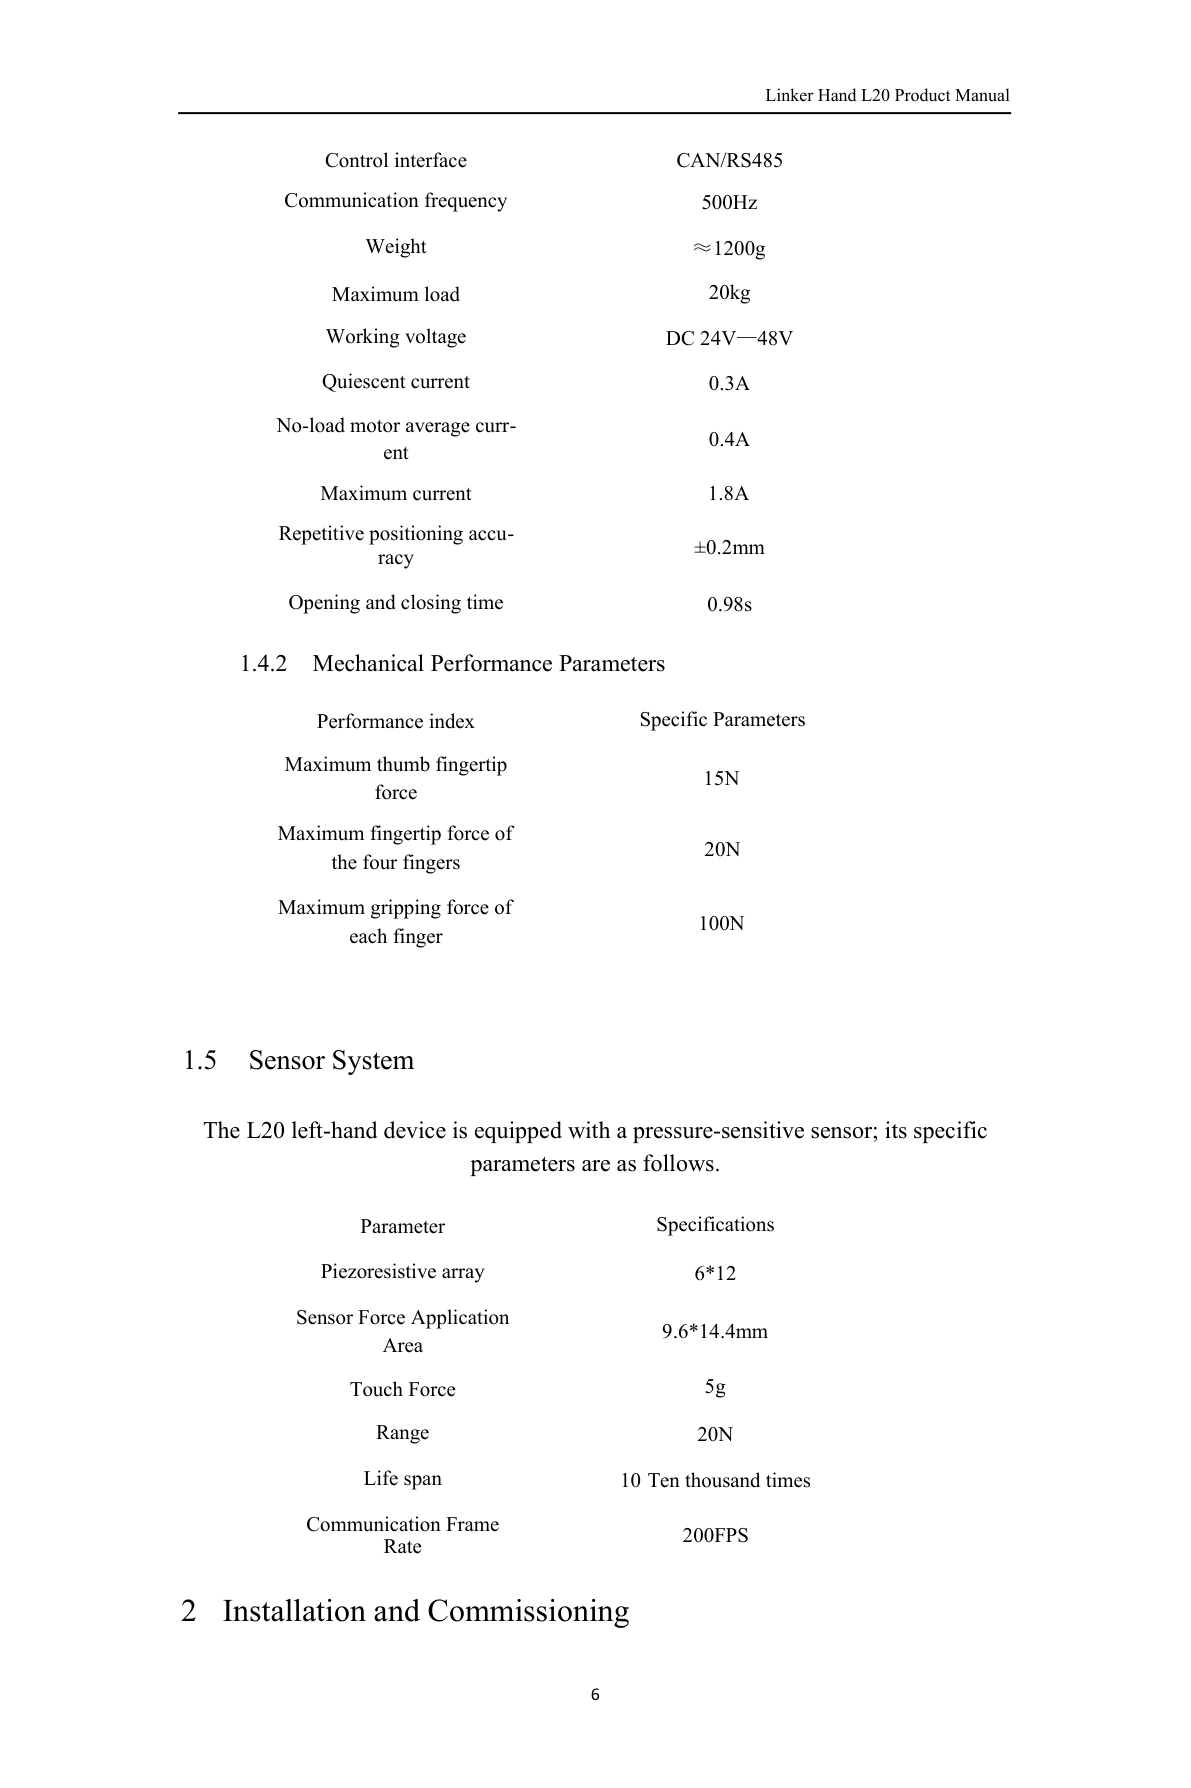 Linker Hand L20 Product Manual
Control interface CAN/RS485
Communication frequency 500Hz
Weight ≈1200g
Maximum load 20kg
Working voltage DC 24V—48V
Quiescent current 0.3A
No-load motor average curr-
ent 0.4A
Maximum current 1.8A
Repetitive positioning accu-
racy ±0.2mm
Opening and closing time 0.98s
1.4.2 Mechanical Performance Parameters
Performance index Specific Parameters
Maximum thumb fingertip
force 15N
Maximum fingertip force of
the four fingers 20N
Maximum gripping force of
each finger 100N
1.5 Sensor System
The L20 left-hand device is equipped with a pressure-sensitive sensor; its specific
parameters are as follows.
Parameter Specifications
Piezoresistive array 6*12
Sensor Force Application
Area 9.6*14.4mm
Touch Force 5g
Range 20N
Life span 10 Ten thousand times
Communication Frame
Rate 200FPS
2 Installation and Commissioning
6